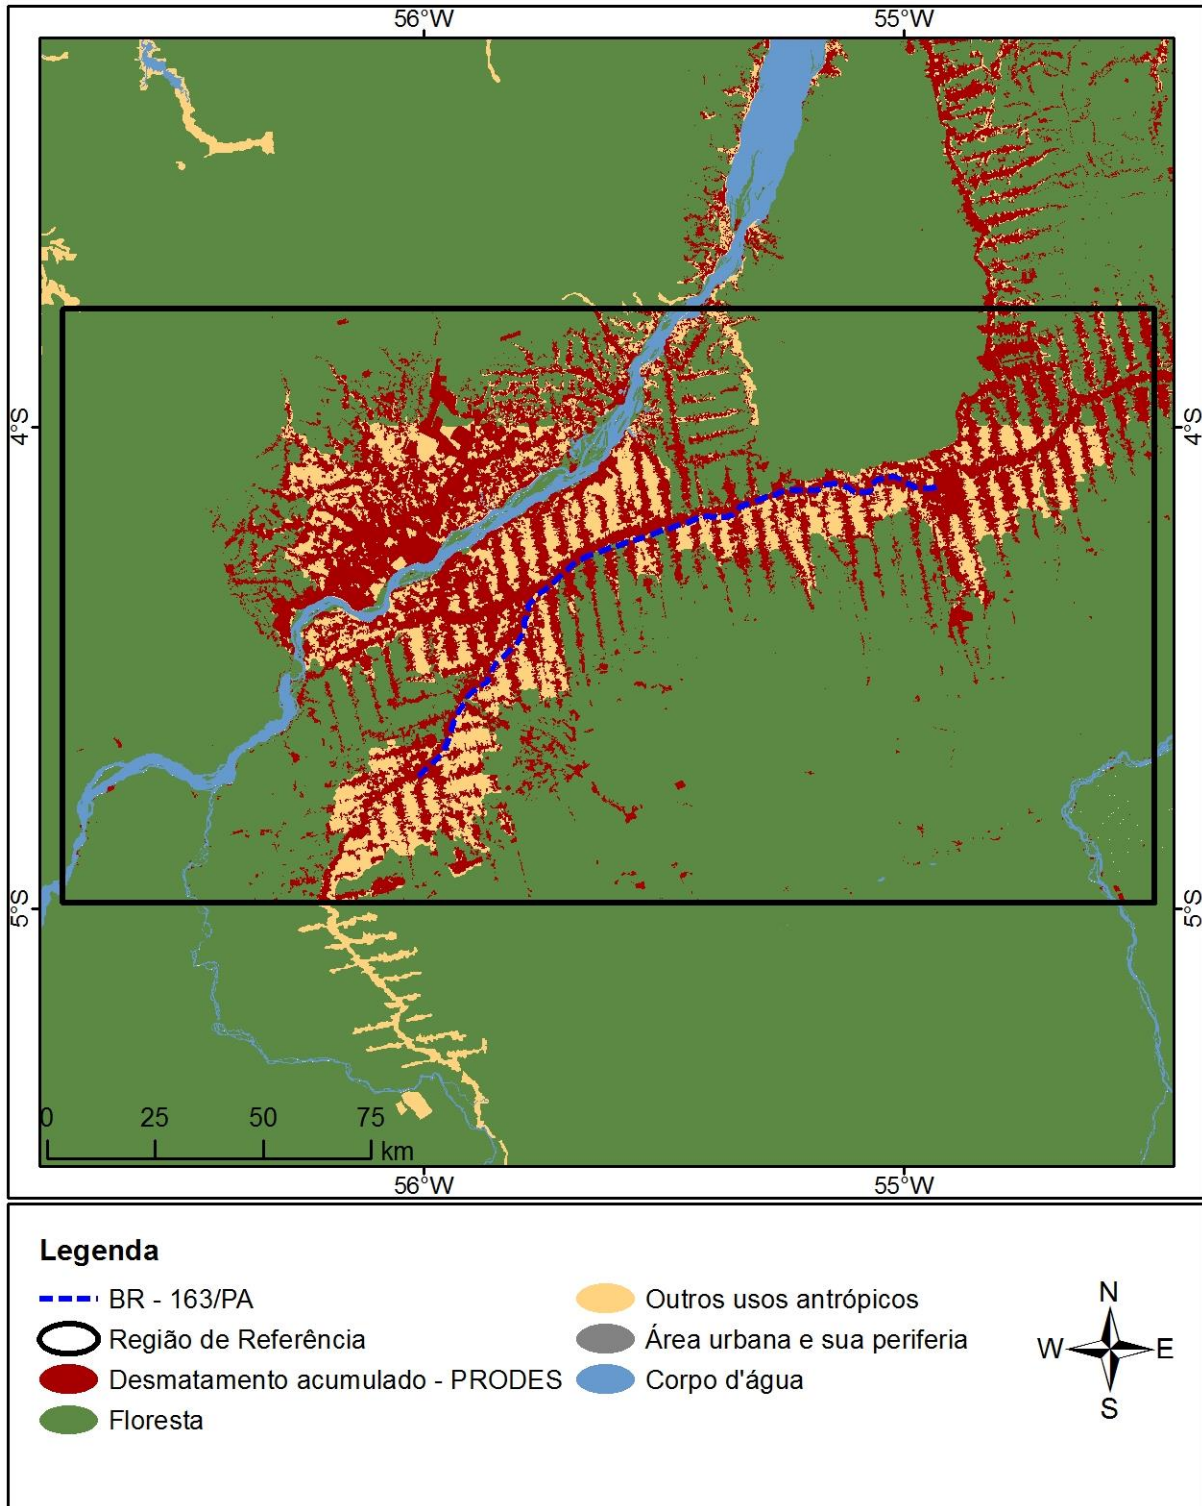 56°W 55°W
4°S 4°S
5°S 5°S
0 25 50 75
km
56°W 55°W
Legenda
BR - 163/PA
Região de Referência
Desmatamento acumulado - PRODES
Floresta
Outros usos antrópicos
Área urbana e sua periferia
Corpo d'água
N
W E
S